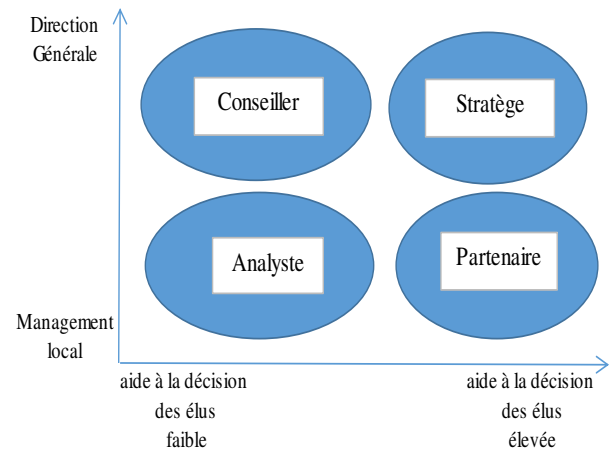 Direction
Générale
Conseiller
Stratège
Analyste
Partenaire
Management
local
aide à la décision
des élus
faible
aide à la décision
des élus
élevée